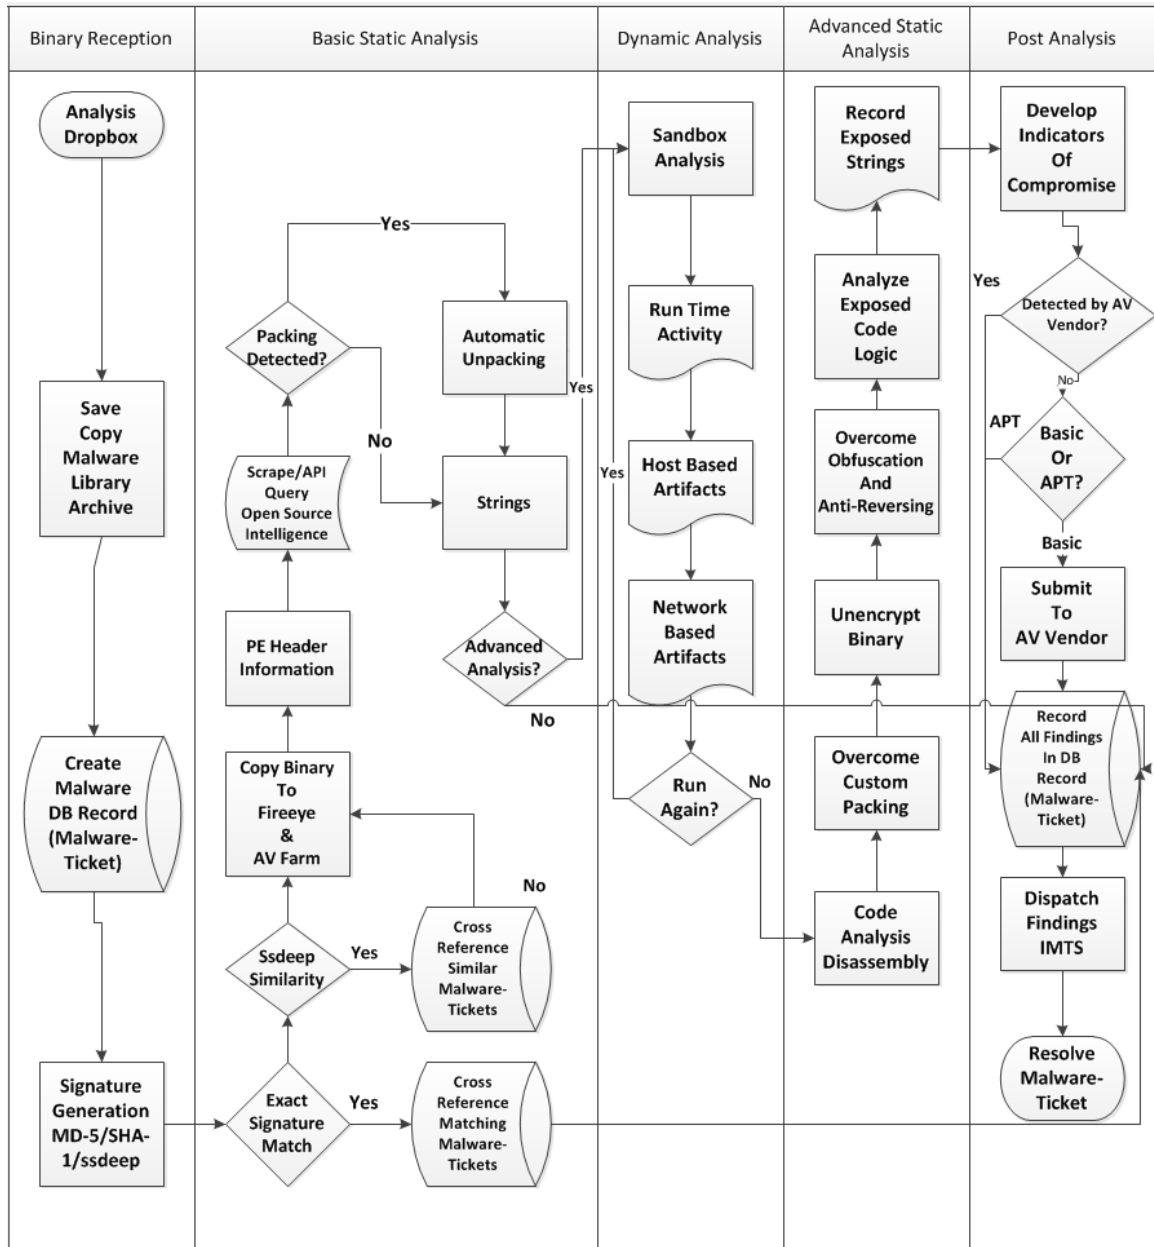 Binary Reception
Basic Static Analysis
Dynamic Analysis
Advanced Static
Analysis
Post Analysis
Analysis
Dropbox
Save
Copy
Malware
Library
Archive
Create
Malware
DB Record
(Malware-
Ticket)
Signature
Generation
MD-5/SHA-
1/ssdeep
Yes
Packing
Detected?
Automatic
Unpacking
No
Scrape/API
Query
Open Source
Intelligence
Strings
PE Header
Information
Advanced
Analysis?
Yes
No
Copy Binary
To
Fireeye
&
AV Farm
No
Ssdeep
Similarity
Yes
Cross
Reference
Similar
Malware-
Tickets
Exact
Signature
Match
Yes
Cross
Reference
Matching
Malware-
Tickets
Sandbox
Analysis
Run Time
Activity
Yes
Host Based
Artifacts
Network
Based
Artifacts
Run
Again?
No
Record
Exposed
Strings
Analyze
Exposed
Code
Logic
Overcome
Obfuscation
And
Anti-Reversing
Unencrypt
Binary
Overcome
Custom
Packing
Code
Analysis
Disassembly
Develop
Indicators
Of
Compromise
Yes
Detected by AV
Vendor?
No
APT
Basic
Or
APT?
Basic
Submit
To
AV Vendor
Record
All Findings
In DB
Record
(Malware-
Ticket)
Dispatch
Findings
IMTS
Resolve
Malware-
Ticket